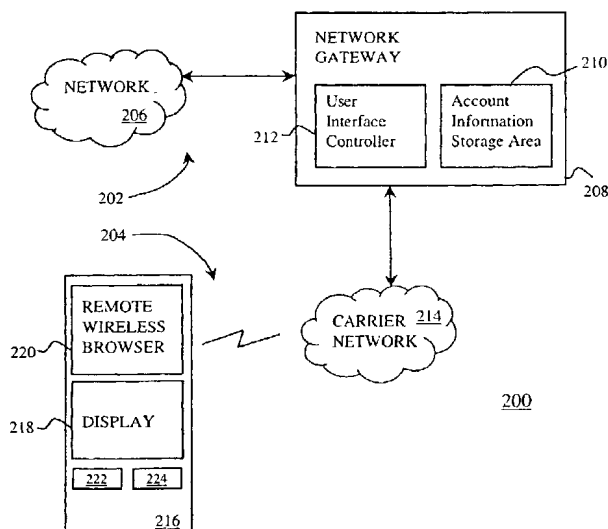 NETWORK
GATEWAY
210
User
Interface
Controller
212
Account
Information
Storage Area
208
NETWORK
206
202
204
REMOTE
WIRELESS
BROWSER
220
CARRIER 214
NETWORK
218
DISPLAY
200
222
224
216